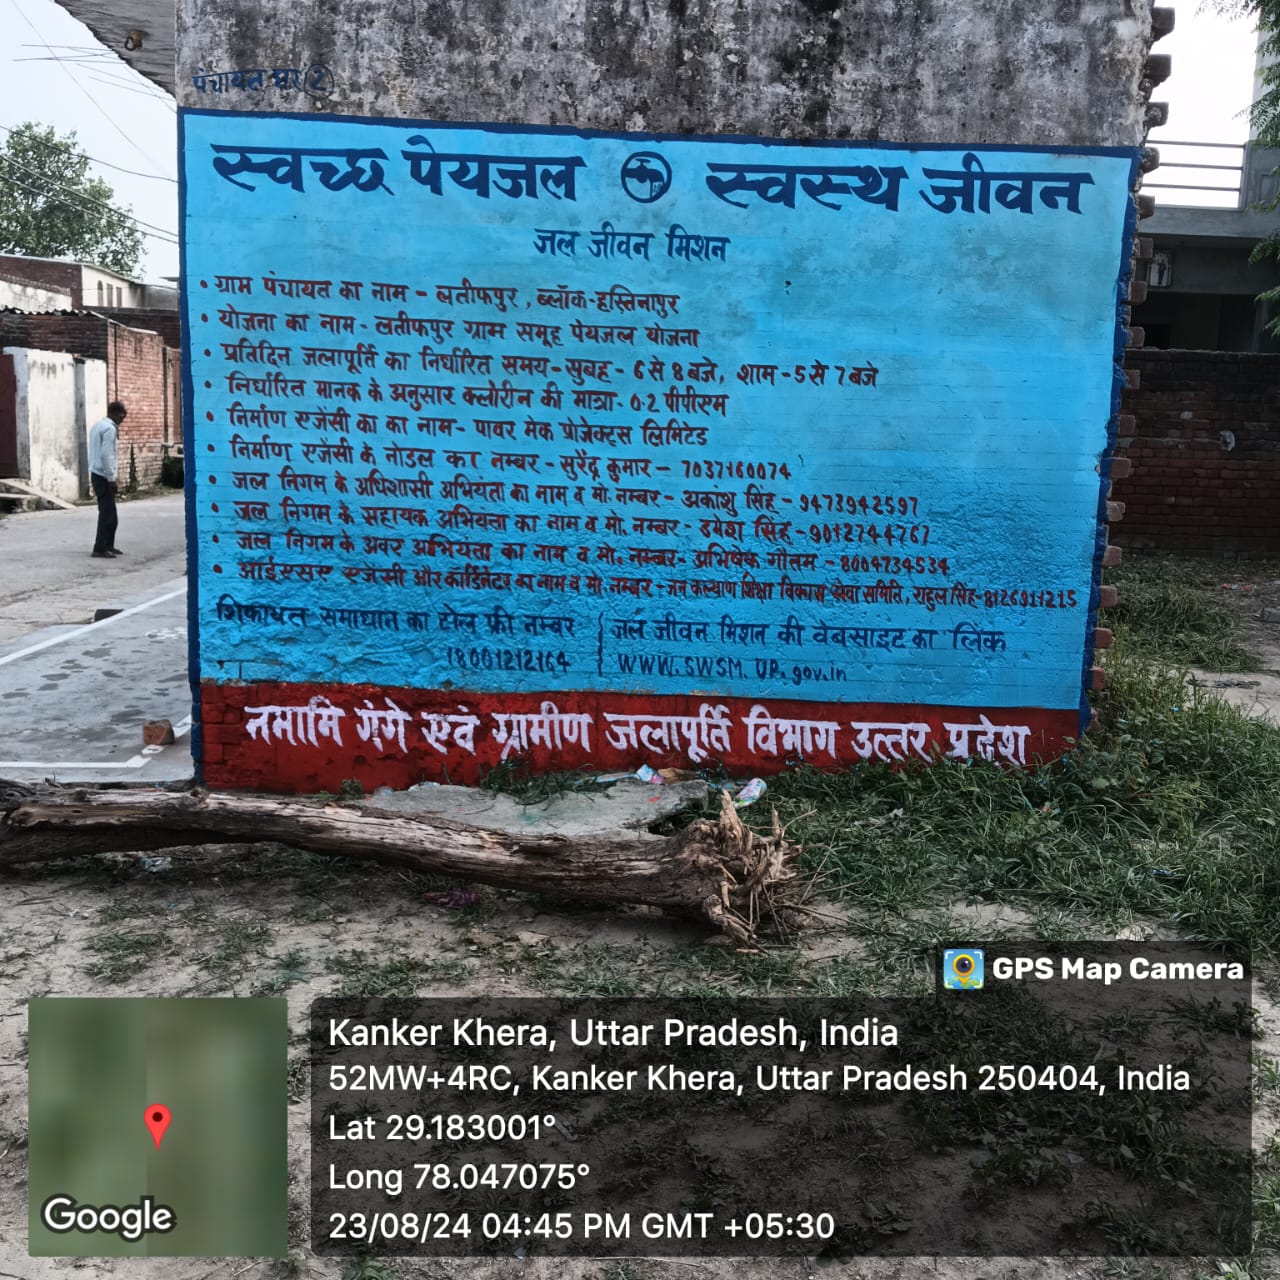 पंचायत घर (2)
स्वच्छ पेयजल स्वस्थ जीवन
जल जीवन मिशन
• ग्राम पंचायत का नाम - लतीफपुर, ब्लॉक-हस्तिनापुर
• योजना का नाम - लतीफपुर ग्राम समूह पेयजल योजना
• प्रतिदिन जलापूर्ति का निर्धारित समय - सुबह - 6 से 8 बजे, शाम - 5 से 7 बजे
• निर्धारित मानक के अनुसार क्लोरीन की मात्रा - 0.2 पीपीएम
• निर्माण एजेंसी का का नाम - पावर मेक प्रोजेक्ट्स लिमिटेड
• निर्माण एजेंसी के नोडल का नम्बर - सुरेंद्र कुमार - 7037160074
• जल निगम के अधिशासी अभियंता का नाम व मो. नम्बर - अकांशु सिंह - 9473942597
• जल निगम के सहायक अभियन्ता का नाम व मो. नम्बर - उमेश सिंह - 9012744767
• जल निगम के अवर अभियंता का नाम व मो. नम्बर - अभिषेक गौतम - 8004734534
• आईएसए एजेंसी और कॉर्डिनेटर का नाम व मो. नम्बर - जन कल्याण शिक्षा विकास सेवा समिति, राहुल सिंह - 8126911215
शिकायत समाधान का टोल फ्री नम्बर
18001212164
जल जीवन मिशन की वेबसाइट का लिंक
WWW.SWSM.UP.gov.in
नमामि गंगे एवं ग्रामीण जलापूर्ति विभाग उत्तर प्रदेश
GPS Map Camera
Kanker Khera, Uttar Pradesh, India
52MW+4RC, Kanker Khera, Uttar Pradesh 250404, India
Lat 29.183001°
Long 78.047075°
23/08/24 04:45 PM GMT +05:30
Google